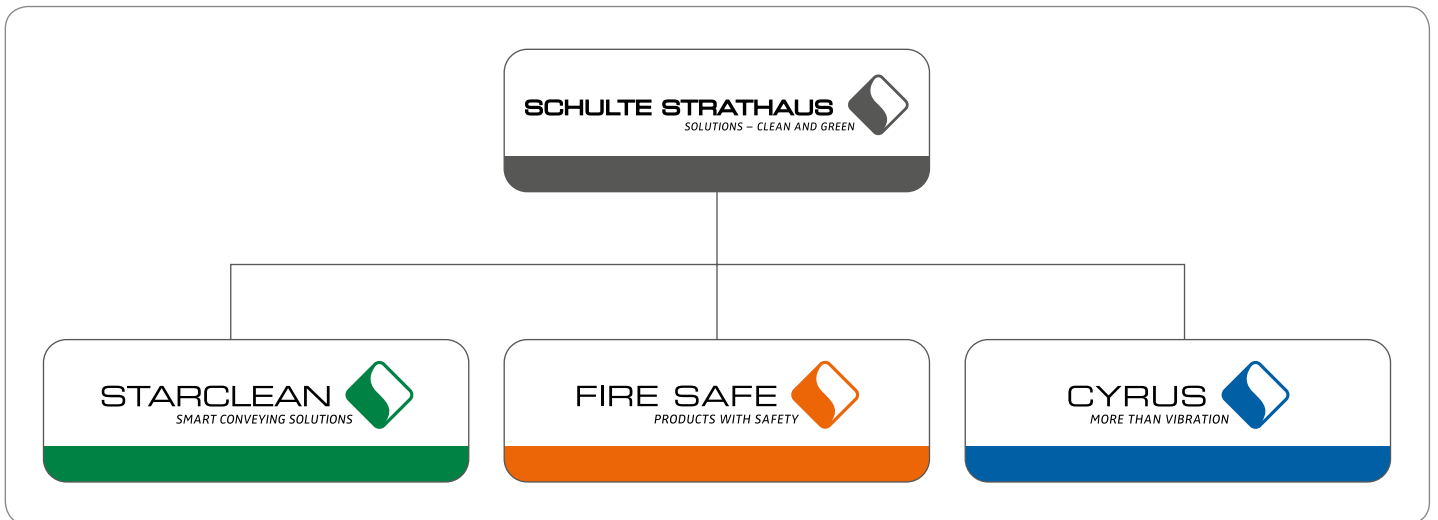 SCHULTE STRATHAUS
SOLUTIONS – CLEAN AND GREEN
STARCLEAN
SMART CONVEYING SOLUTIONS
FIRE SAFE
PRODUCTS WITH SAFETY
CYRUS
MORE THAN VIBRATION